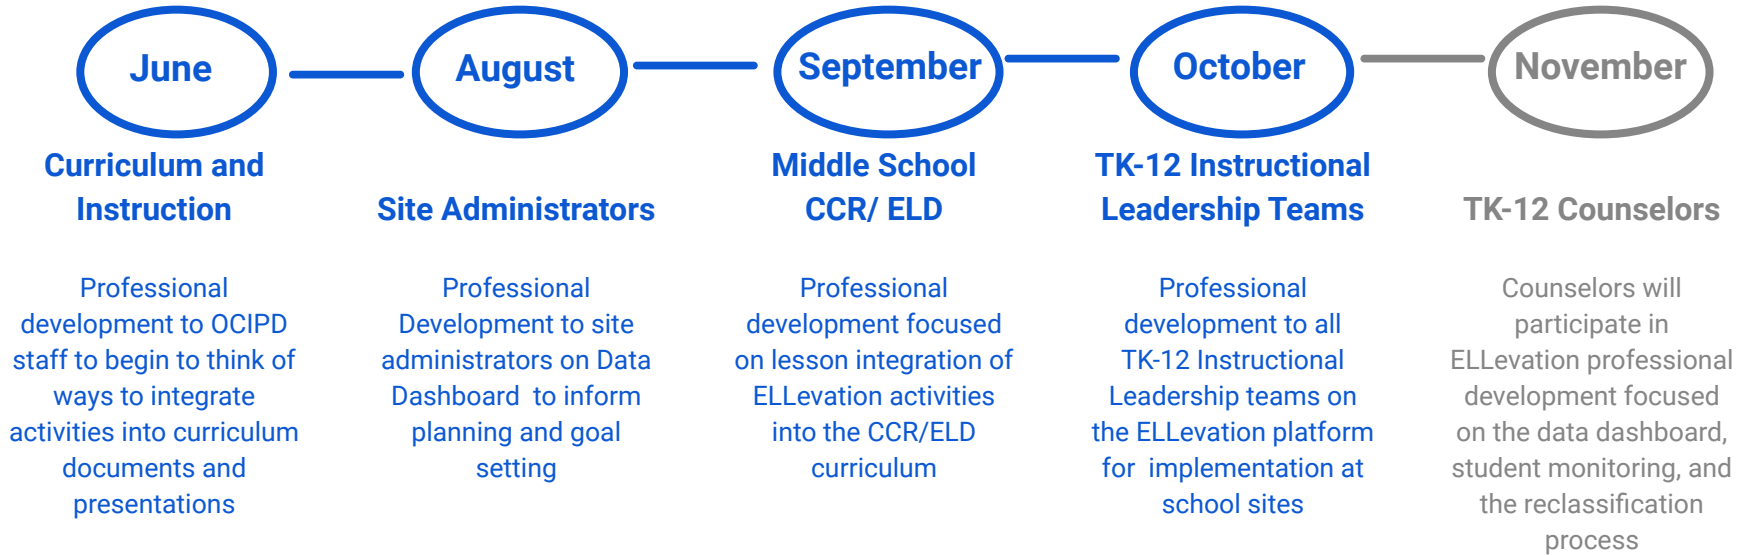 June
August
September
October
November
Curriculum and
Instruction
Site Administrators
Middle School
CCR/ ELD
TK-12 Instructional
Leadership Teams
TK-12 Counselors
Professional
development to OCIPD
staff to begin to think of
ways to integrate
activities into curriculum
documents and
presentations
Professional
Development to site
administrators on Data
Dashboard  to inform
planning and goal
setting
Professional
development focused
on lesson integration of
ELLevation activities
into the CCR/ELD
curriculum
Professional
development to all
TK-12 Instructional
Leadership teams on
the ELLevation platform
for  implementation at
school sites
Counselors will
participate in
ELLevation professional
development focused
on the data dashboard,
student monitoring, and
the reclassification
process